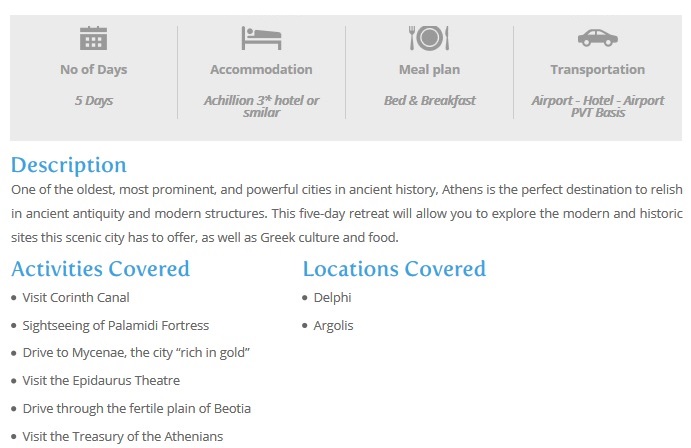 No of Days
Accommodation
Meal plan
Transportation
5 Days
Achillion 3* hotel or
smilar
Bed & Breakfast
Airport - Hotel - Airport
PVT Basis
Description
One of the oldest, most prominent, and powerful cities in ancient history, Athens is the perfect destination to relish
in ancient antiquity and modern structures. This five-day retreat will allow you to explore the modern and historic
sites this scenic city has to offer, as well as Greek culture and food.
Activities Covered
• Visit Corinth Canal
• Sightseeing of Palamidi Fortress
• Drive to Mycenae, the city “rich in gold”
• Visit the Epidaurus Theatre
• Drive through the fertile plain of Beotia
• Visit the Treasury of the Athenians
Locations Covered
• Delphi
• Argolis